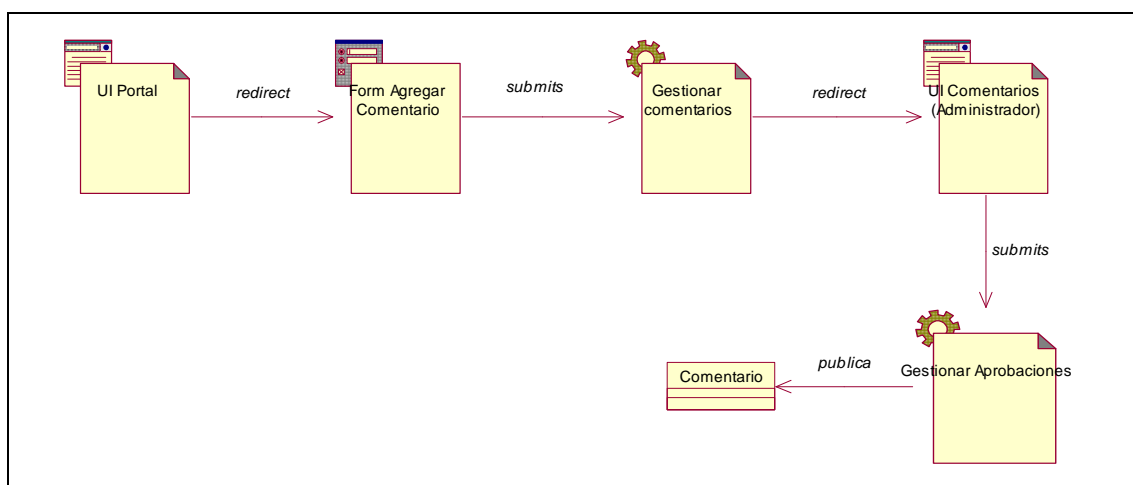 UI Portal
redirect
Form Agregar
Comentario
submits
Gestionar
comentarios
redirect
UI Comentarios
(Administrador)
submits
Gestionar Aprobaciones
publica
Comentario